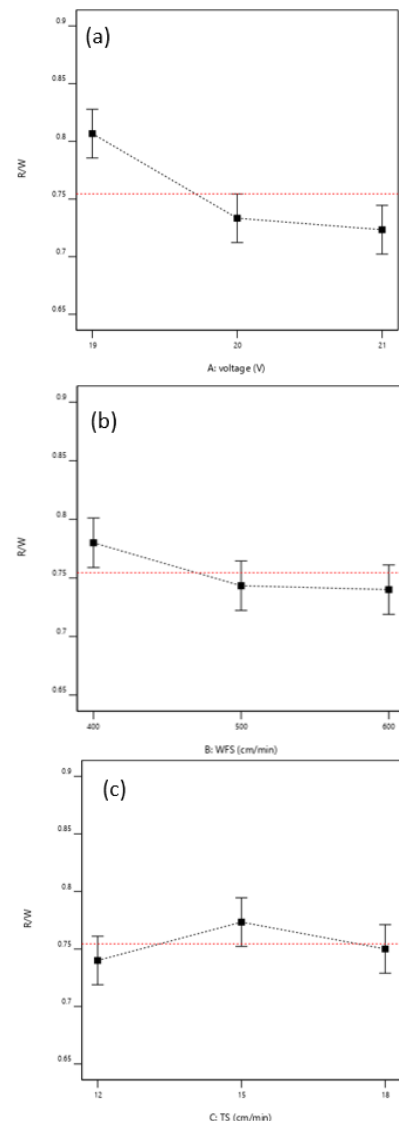 (a)
0.9
0.85
0.8
0.75
0.7
0.65
R/W
19 20 21
A: voltage (V)
(b)
0.9
0.85
0.8
0.75
0.7
0.65
R/W
400 500 600
B: WFS (cm/min)
(c)
0.9
0.85
0.8
0.75
0.7
0.65
R/W
12 15 18
C: TS (cm/min)